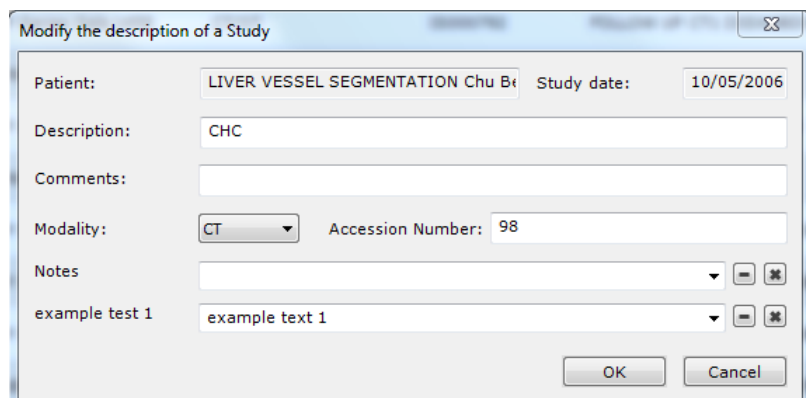 Modify the description of a Study
Patient: LIVER VESSEL SEGMENTATION Chu Be Study date: 10/05/2006
Description: CHC
Comments:
Modality: CT Accession Number: 98
Notes
example test 1 example text 1
OK Cancel